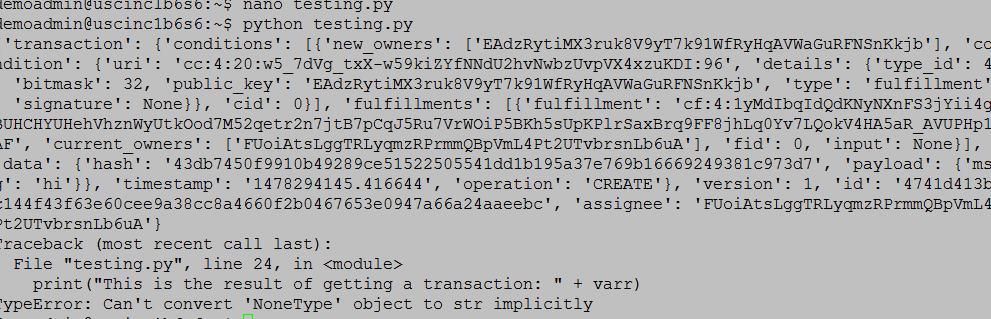 demoadmin@uscinc1b6s6:~$ nano testing.py
demoadmin@uscinc1b6s6:~$ python testing.py
'transaction': {'conditions': [{'new_owners': ['EAdzRytiMX3ruk8V9yT7k91WfRyHqAVWaGuRFNSnKkjb'], 'co
ndition': {'uri': 'cc:4:20:w5_7dVg_txX-w59kiZYfNNdU2hvNwbzUvpVX4xzuKDI:96', 'details': {'type_id': 4
'bitmask': 32, 'public_key': 'EAdzRytiMX3ruk8V9yT7k91WfRyHqAVWaGuRFNSnKkjb', 'type': 'fulfillment'
'signature': None}}, 'cid': 0}], 'fulfillments': [{'fulfillment': 'cf:4:1yMdIbqIdQdKNyNXnFS3jYii4g
BUHCHYUHehVhznWyUtkOod7M52qetr2n7jtB7pCqJ5Ru7VrWOiP5BKh5sUpKPlrSaxBrq9FF8jhLq0Yv7LQokV4HA5aR_AVUPHp1
AF', 'current_owners': ['FUoiAtsLggTRLyqmzRPrmmQBpVmL4Pt2UTvbrsnLb6uA'], 'fid': 0, 'input': None}],
'data': {'hash': '43db7450f9910b49289ce51522505541dd1b195a37e769b16669249381c973d7', 'payload': {'ms
g': 'hi'}}, 'timestamp': '1478294145.416644', 'operation': 'CREATE'}, 'version': 1, 'id': '4741d413b
c144f43f63e60cee9a38cc8a4660f2b0467653e0947a66a24aaeebc', 'assignee': 'FUoiAtsLggTRLyqmzRPrmmQBpVmL4
Pt2UTvbrsnLb6uA'}
Traceback (most recent call last):
File "testing.py", line 24, in <module>
print("This is the result of getting a transaction: " + varr)
TypeError: Can't convert 'NoneType' object to str implicitly